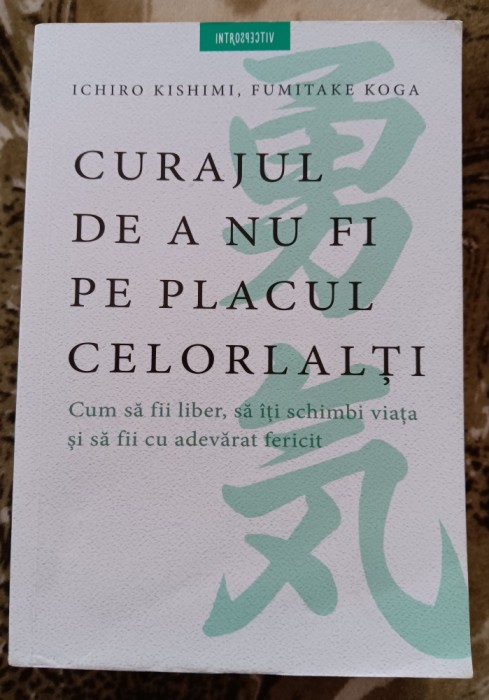 INTROSPECTIV
ICHIRO KISHIMI, FUMITAKE KOGA
CURAJUL
DE A NU FI
PE PLACUL
CELORLALȚI
Cum să fii liber, să îți schimbi viața
și să fii cu adevărat fericit
勇
気